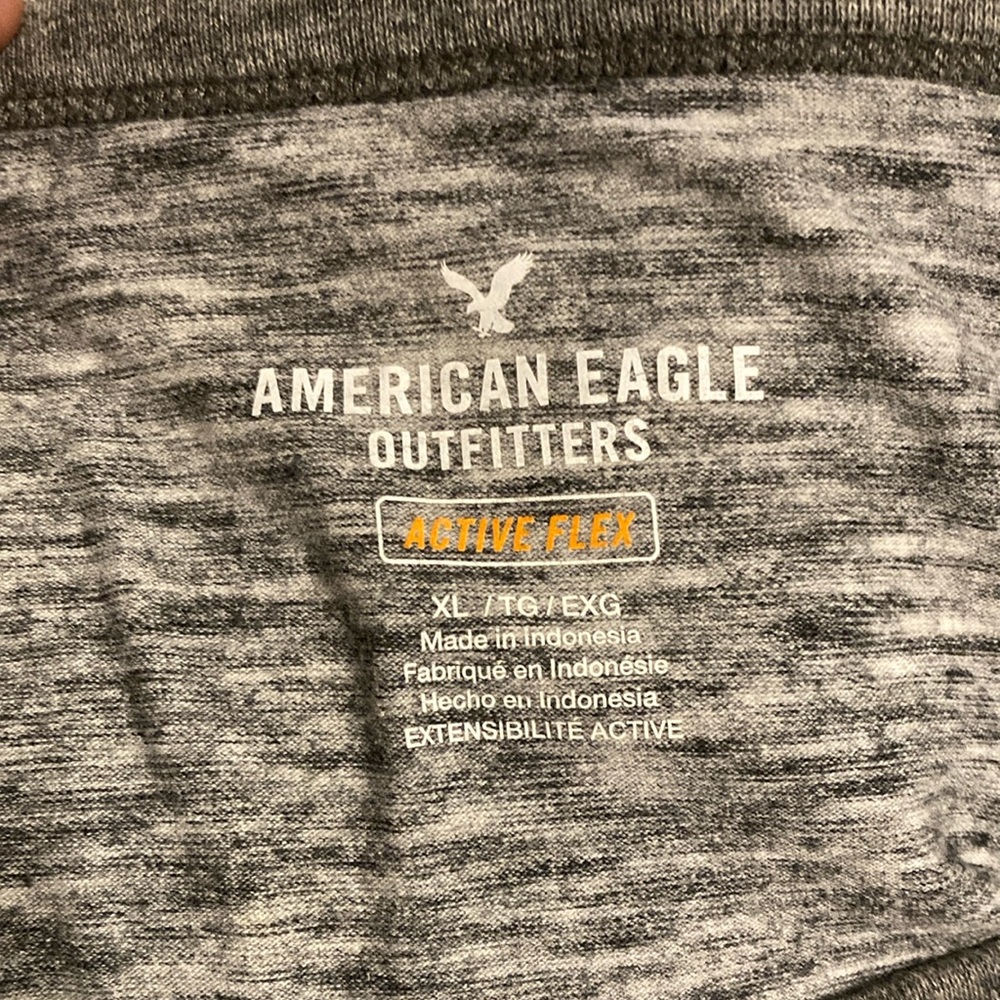 AMERICAN EAGLE
OUTFITTERS
ACTIVE FLEX
XL / TG / EXG
Made in Indonesia
Fabriqué en Indonésie
Hecho en Indonesia
EXTENSIBILITÉ ACTIVE